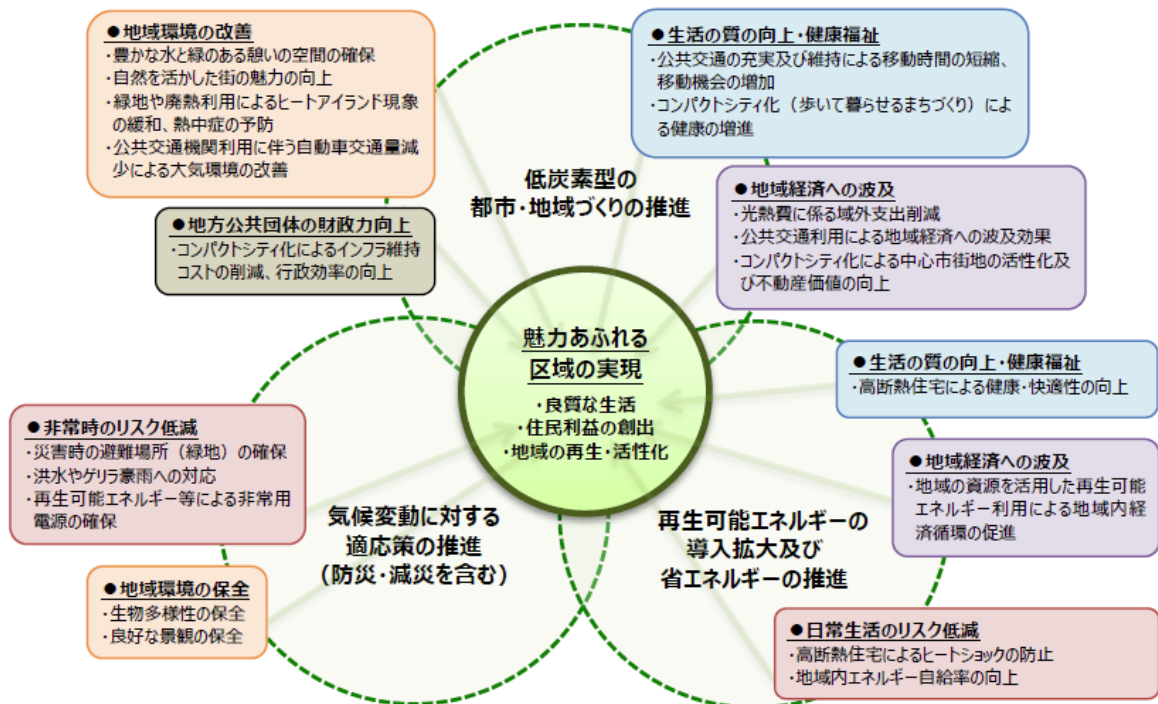 ●地域環境の改善
・豊かな水と緑のある憩いの空間の確保
・自然を活かした街の魅力の向上
・緑地や廃熱利用によるヒートアイランド現象
の緩和、熱中症の予防
・公共交通機関利用に伴う自動車交通量減
少による大気環境の改善
●生活の質の向上・健康福祉
・公共交通の充実及び維持による移動時間の短縮、
移動機会の増加
・コンパクトシティ化（歩いて暮らせるまちづくり）によ
る健康の増進
低炭素型の
都市・地域づくりの推進
●地方公共団体の財政力向上
・コンパクトシティ化によるインフラ維持
コストの削減、行政効率の向上
●地域経済への波及
・光熱費に係る域外支出削減
・公共交通利用による地域経済への波及効果
・コンパクトシティ化による中心市街地の活性化及
び不動産価値の向上
魅力あふれる
区域の実現
・良質な生活
・住民利益の創出
・地域の再生・活性化
●生活の質の向上・健康福祉
・高断熱住宅による健康・快適性の向上
●非常時のリスク低減
・災害時の避難場所（緑地）の確保
・洪水やゲリラ豪雨への対応
・再生可能エネルギー等による非常用
電源の確保
●地域経済への波及
・地域の資源を活用した再生可能
エネルギー利用による地域内経
済循環の促進
気候変動に対する
適応策の推進
（防災・減災を含む）
再生可能エネルギーの
導入拡大及び
省エネルギーの推進
●地域環境の保全
・生物多様性の保全
・良好な景観の保全
●日常生活のリスク低減
・高断熱住宅によるヒートショックの防止
・地域内エネルギー自給率の向上